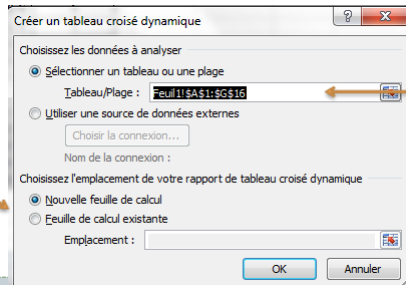 Créer un tableau croisé dynamique
Choisissez les données à analyser
Sélectionner un tableau ou une plage
Tableau/Plage : Feuil1!$A$1:$G$16
Utiliser une source de données externes
Choisir la connexion...
Nom de la connexion :
Choisissez l'emplacement de votre rapport de tableau croisé dynamique
Nouvelle feuille de calcul
Feuille de calcul existante
Emplacement :
OK Annuler